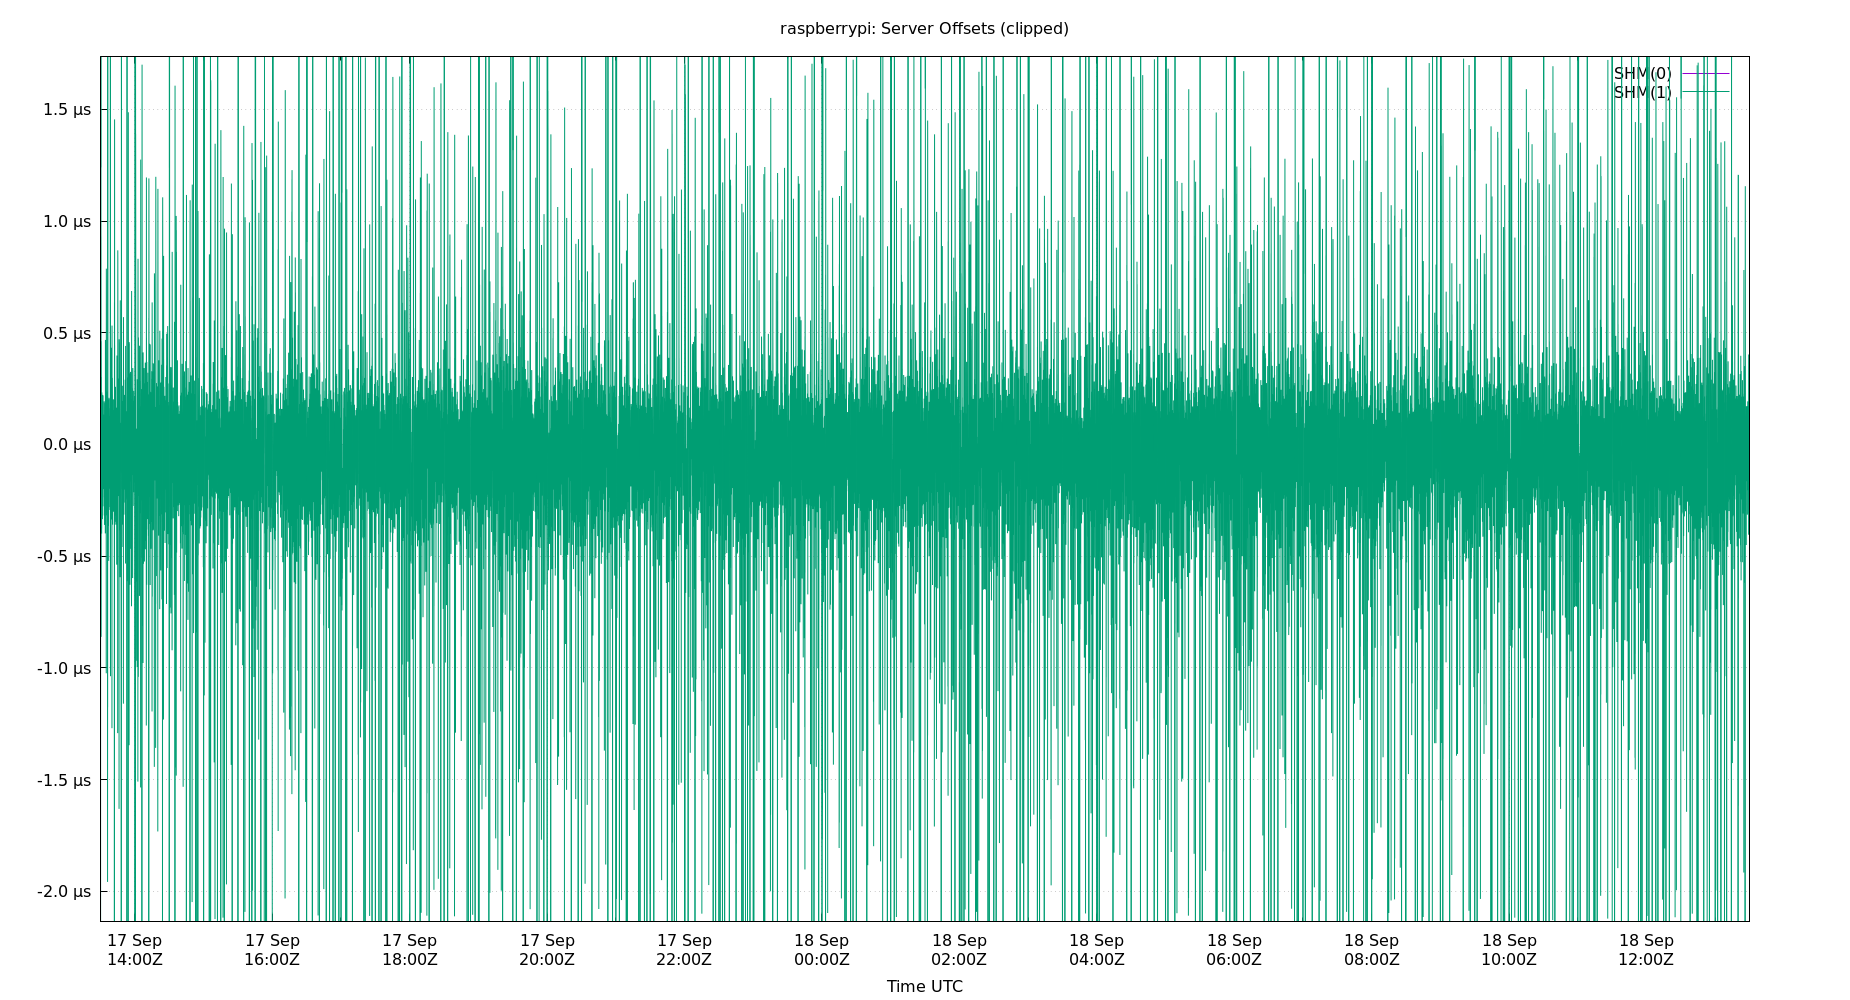 raspberrypi: Server Offsets (clipped)
SHM(0)
SHM(1)
1.5 µs
1.0 µs
0.5 µs
0.0 µs
-0.5 µs
-1.0 µs
-1.5 µs
-2.0 µs
17 Sep 17 Sep 17 Sep 17 Sep 17 Sep 18 Sep 18 Sep 18 Sep 18 Sep 18 Sep 18 Sep 18 Sep
14:00Z 16:00Z 18:00Z 20:00Z 22:00Z 00:00Z 02:00Z 04:00Z 06:00Z 08:00Z 10:00Z 12:00Z
Time UTC